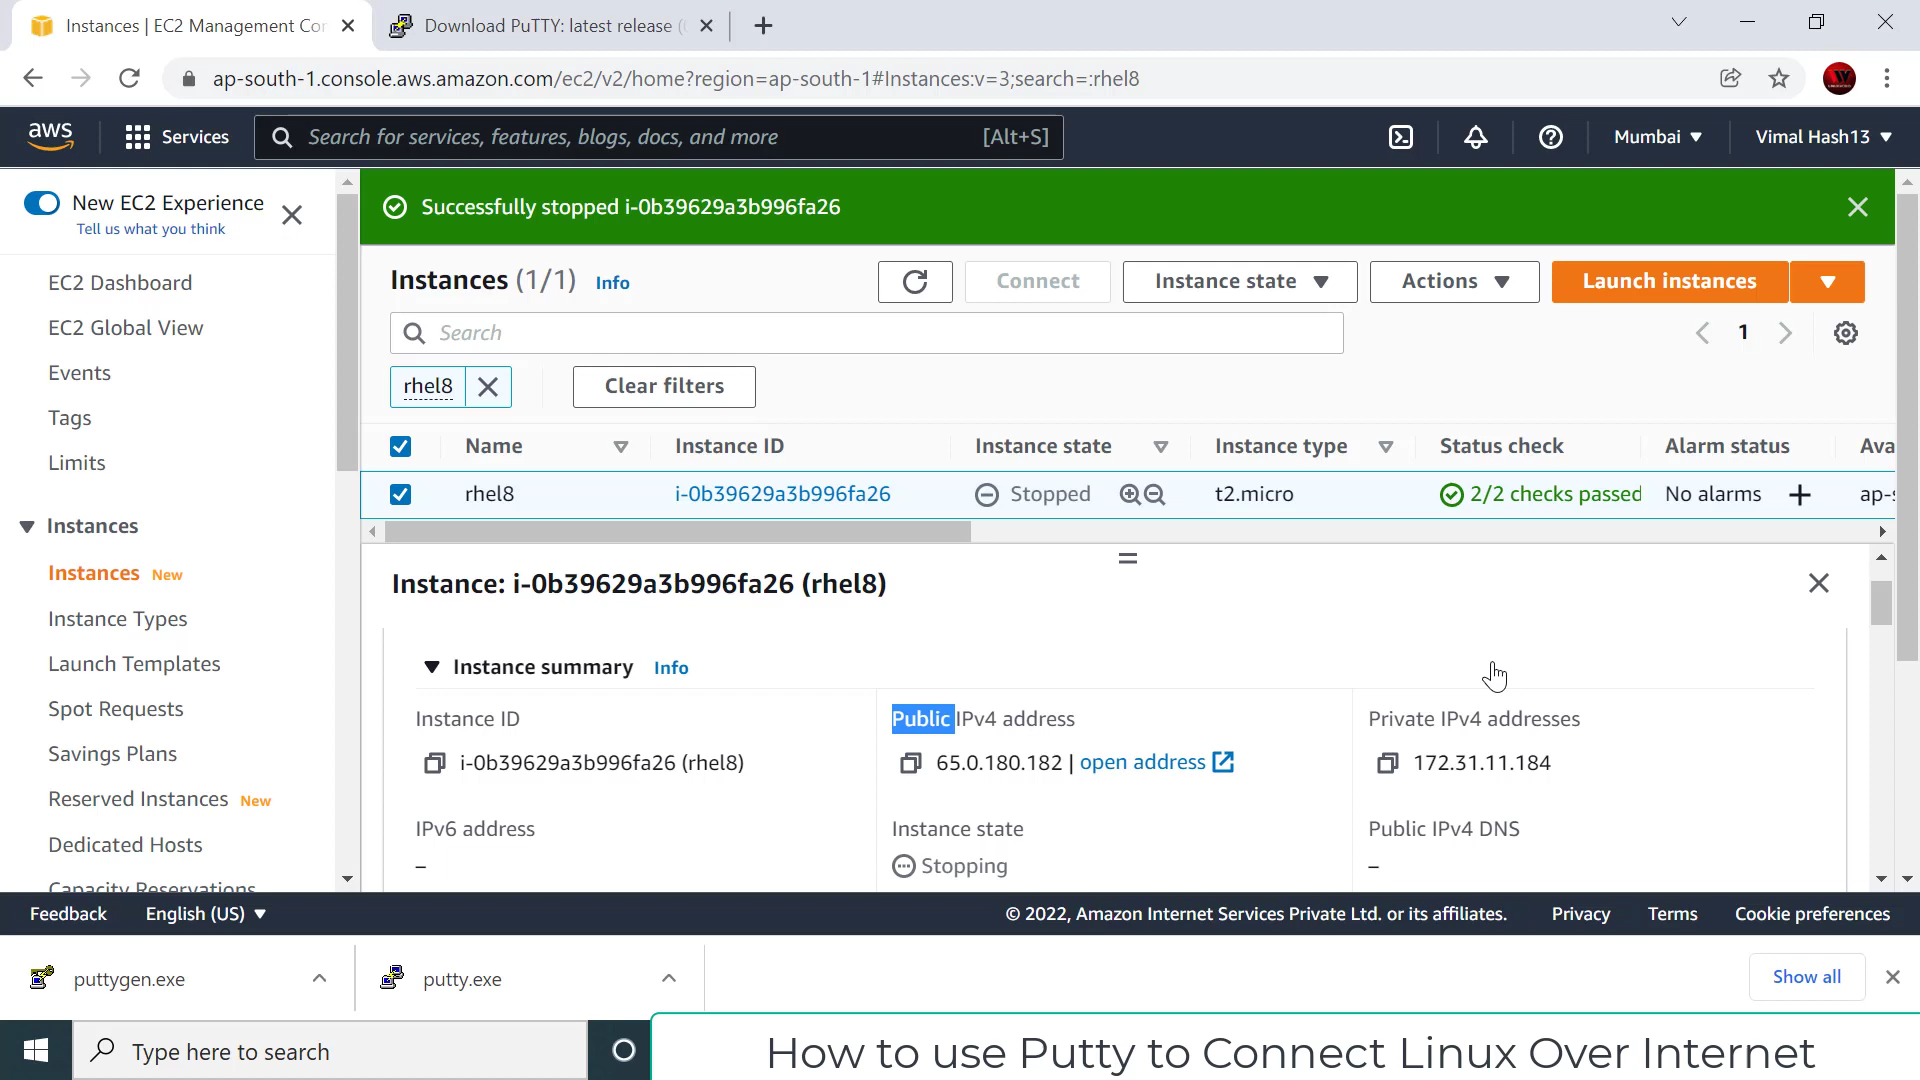 Instances | EC2 Management Con
Download PuTTY: latest release (
ap-south-1.console.aws.amazon.com/ec2/v2/home?region=ap-south-1#Instances:v=3;search=:rhel8
aws
Services
Search for services, features, blogs, docs, and more
[Alt+S]
Mumbai
Vimal Hash13
New EC2 Experience
Tell us what you think
EC2 Dashboard
EC2 Global View
Events
Tags
Limits
Instances
Instances New
Instance Types
Launch Templates
Spot Requests
Savings Plans
Reserved Instances New
Dedicated Hosts
Capacity Reservations
Successfully stopped i-0b39629a3b996fa26
Instances (1/1) Info
Connect
Instance state
Actions
Launch instances
Search
1
rhel8
Clear filters
Name Instance ID Instance state Instance type Status check Alarm status Ava
rhel8 i-0b39629a3b996fa26 Stopped t2.micro 2/2 checks passed No alarms ap-s
Instance: i-0b39629a3b996fa26 (rhel8)
Instance summary Info
Instance ID
i-0b39629a3b996fa26 (rhel8)
Public IPv4 address
65.0.180.182 | open address
Private IPv4 addresses
172.31.11.184
IPv6 address
–
Instance state
Stopping
Public IPv4 DNS
–
Feedback English (US)
© 2022, Amazon Internet Services Private Ltd. or its affiliates. Privacy Terms Cookie preferences
puttygen.exe
putty.exe
Show all
Type here to search
How to use Putty to Connect Linux Over Internet